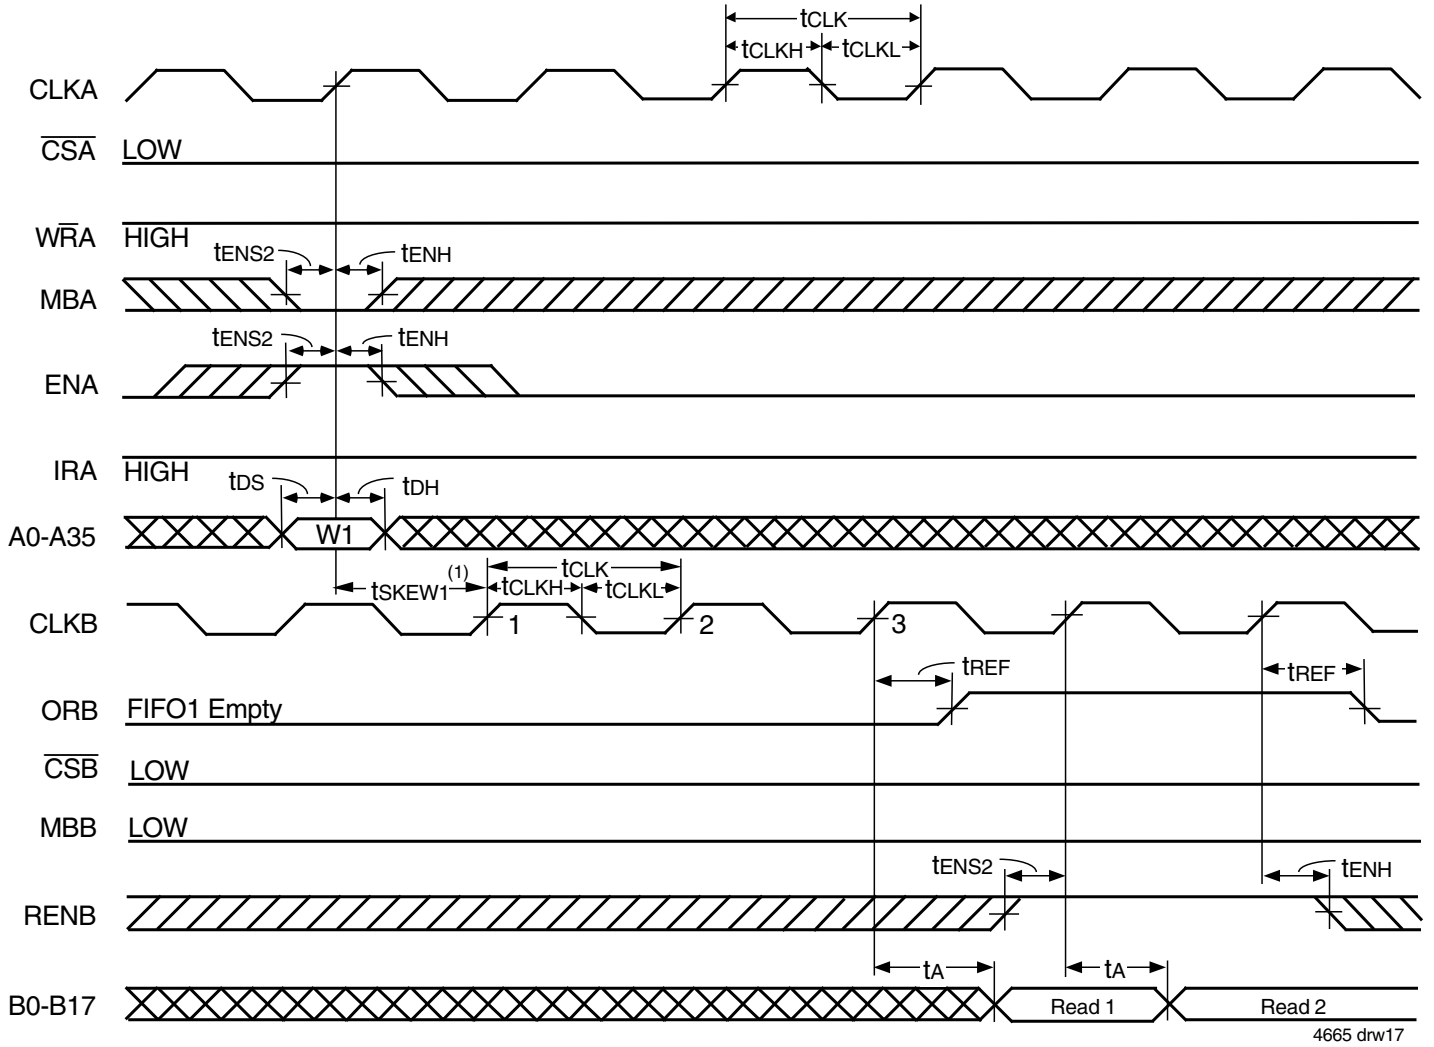 tCLK
tCLKH tCLKL
CLKA
CSA LOW
WRA HIGH
tENS2 tENH
MBA
tENS2 tENH
ENA
IRA HIGH
tDS tDH
A0-A35 W1
tSKEW1(1) tCLK
tCLKH tCLKL
CLKB 1 2 3
tREF tREF
ORB FIFO1 Empty
CSB LOW
MBB LOW
tENS2 tENH
RENB
tA tA
B0-B17 Read 1 Read 2
4665 drw17